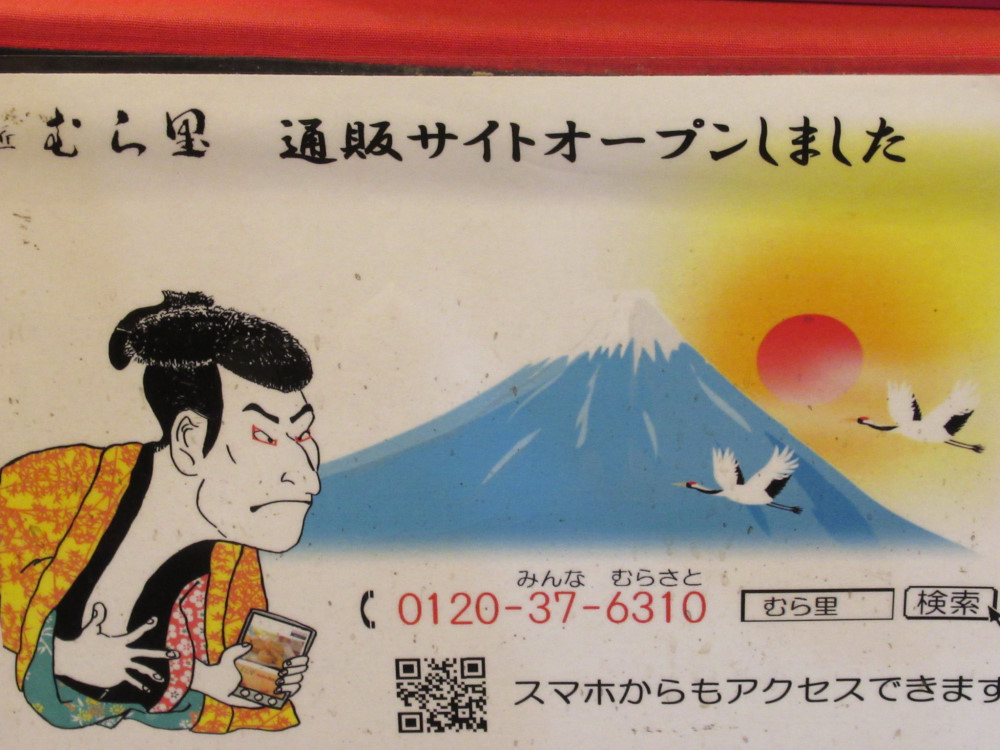 むら里 通販サイトオープンしました
みんな むらさと
0120-37-6310 むら里 検索
スマホからもアクセスできます